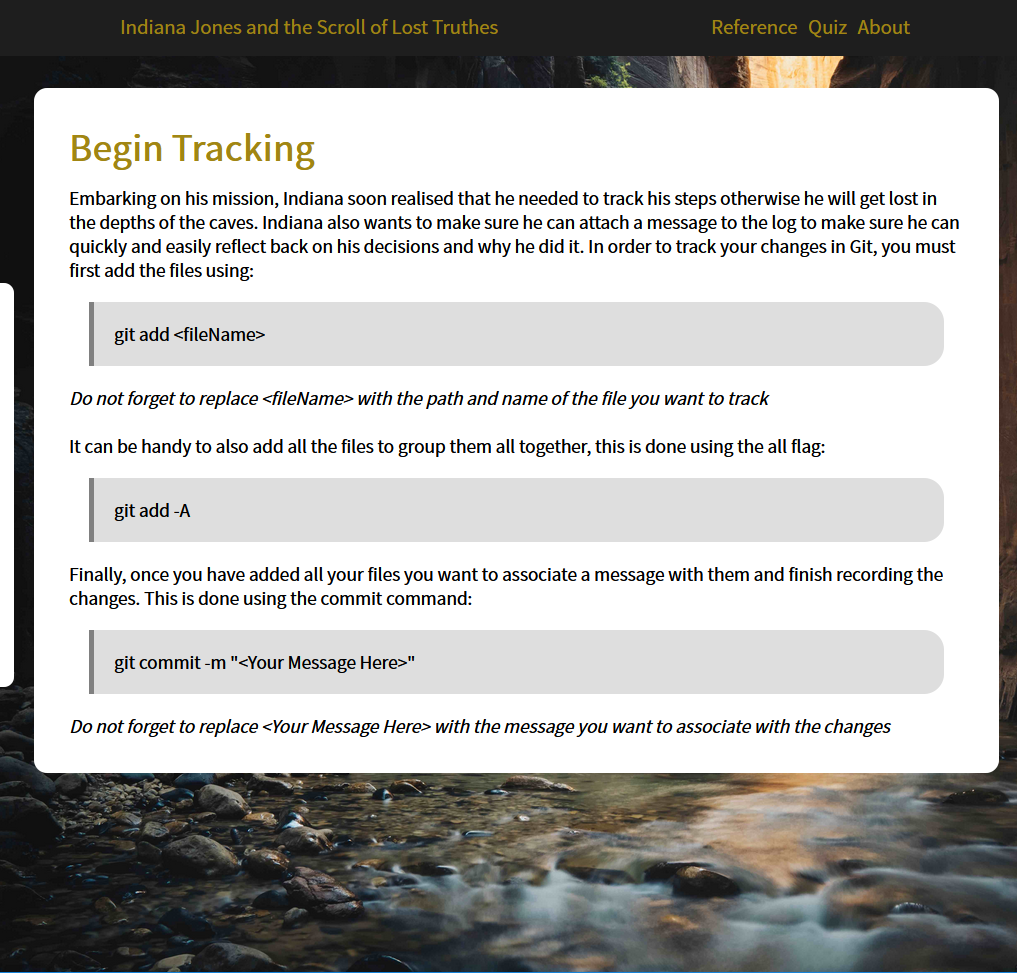 Indiana Jones and the Scroll of Lost Truthes
Reference Quiz About
Begin Tracking
Embarking on his mission, Indiana soon realised that he needed to track his steps otherwise he will get lost in
the depths of the caves. Indiana also wants to make sure he can attach a message to the log to make sure he can
quickly and easily reflect back on his decisions and why he did it. In order to track your changes in Git, you must
first add the files using:
git add <fileName>
Do not forget to replace <fileName> with the path and name of the file you want to track
It can be handy to also add all the files to group them all together, this is done using the all flag:
git add -A
Finally, once you have added all your files you want to associate a message with them and finish recording the
changes. This is done using the commit command:
git commit -m "<Your Message Here>"
Do not forget to replace <Your Message Here> with the message you want to associate with the changes